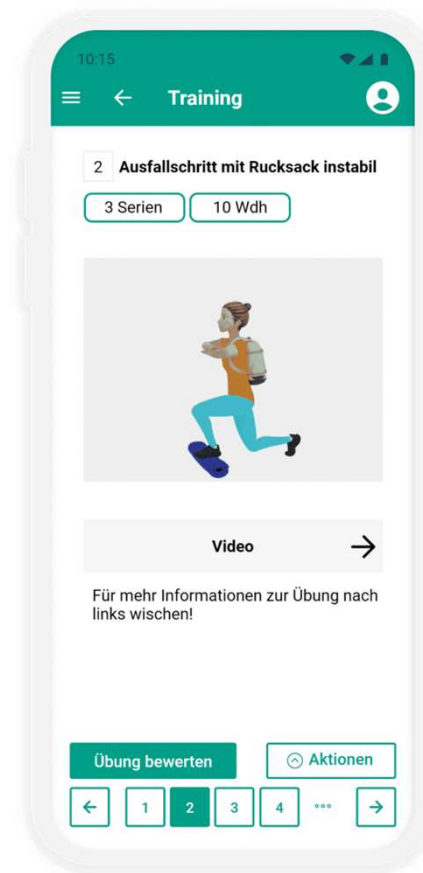 10:15
Training
2 Ausfallschritt mit Rucksack instabil
3 Serien 10 Wdh
Video
Für mehr Informationen zur Übung nach
links wischen!
Übung bewerten Aktionen
1 2 3 4 ...